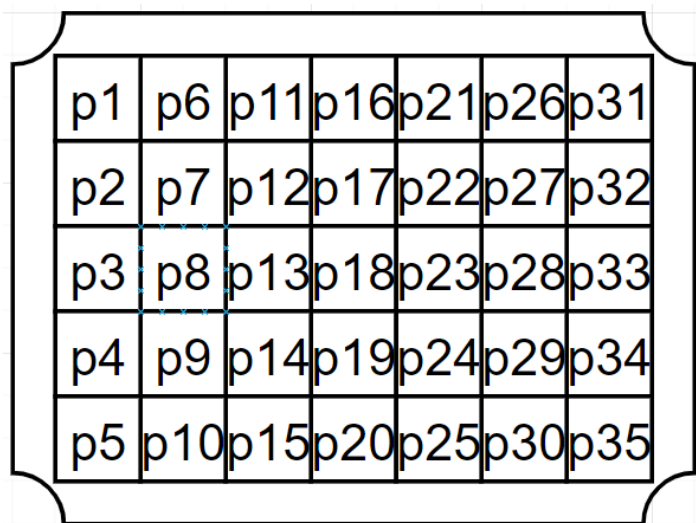 p1 p6 p11 p16 p21 p26 p31
p2 p7 p12 p17 p22 p27 p32
p3 p8 p13 p18 p23 p28 p33
p4 p9 p14 p19 p24 p29 p34
p5 p10 p15 p20 p25 p30 p35